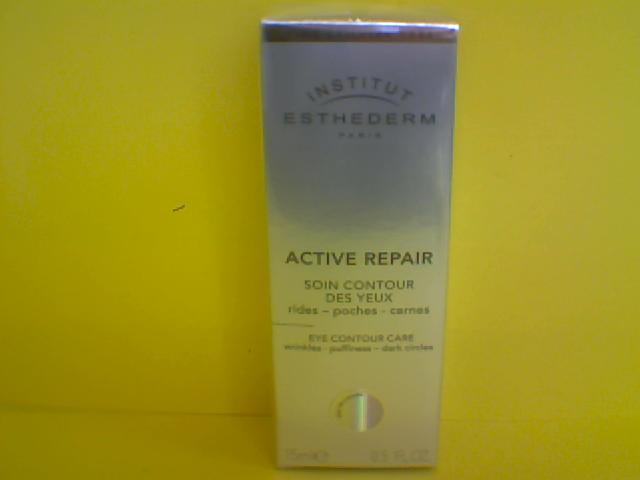 INSTITUT
ESTHEDERM
PARIS
ACTIVE REPAIR
SOIN CONTOUR
DES YEUX
rides – poches - cernes
EYE CONTOUR CARE
wrinkles - puffiness – dark circles
15ml℮ 0.5 FL.OZ.